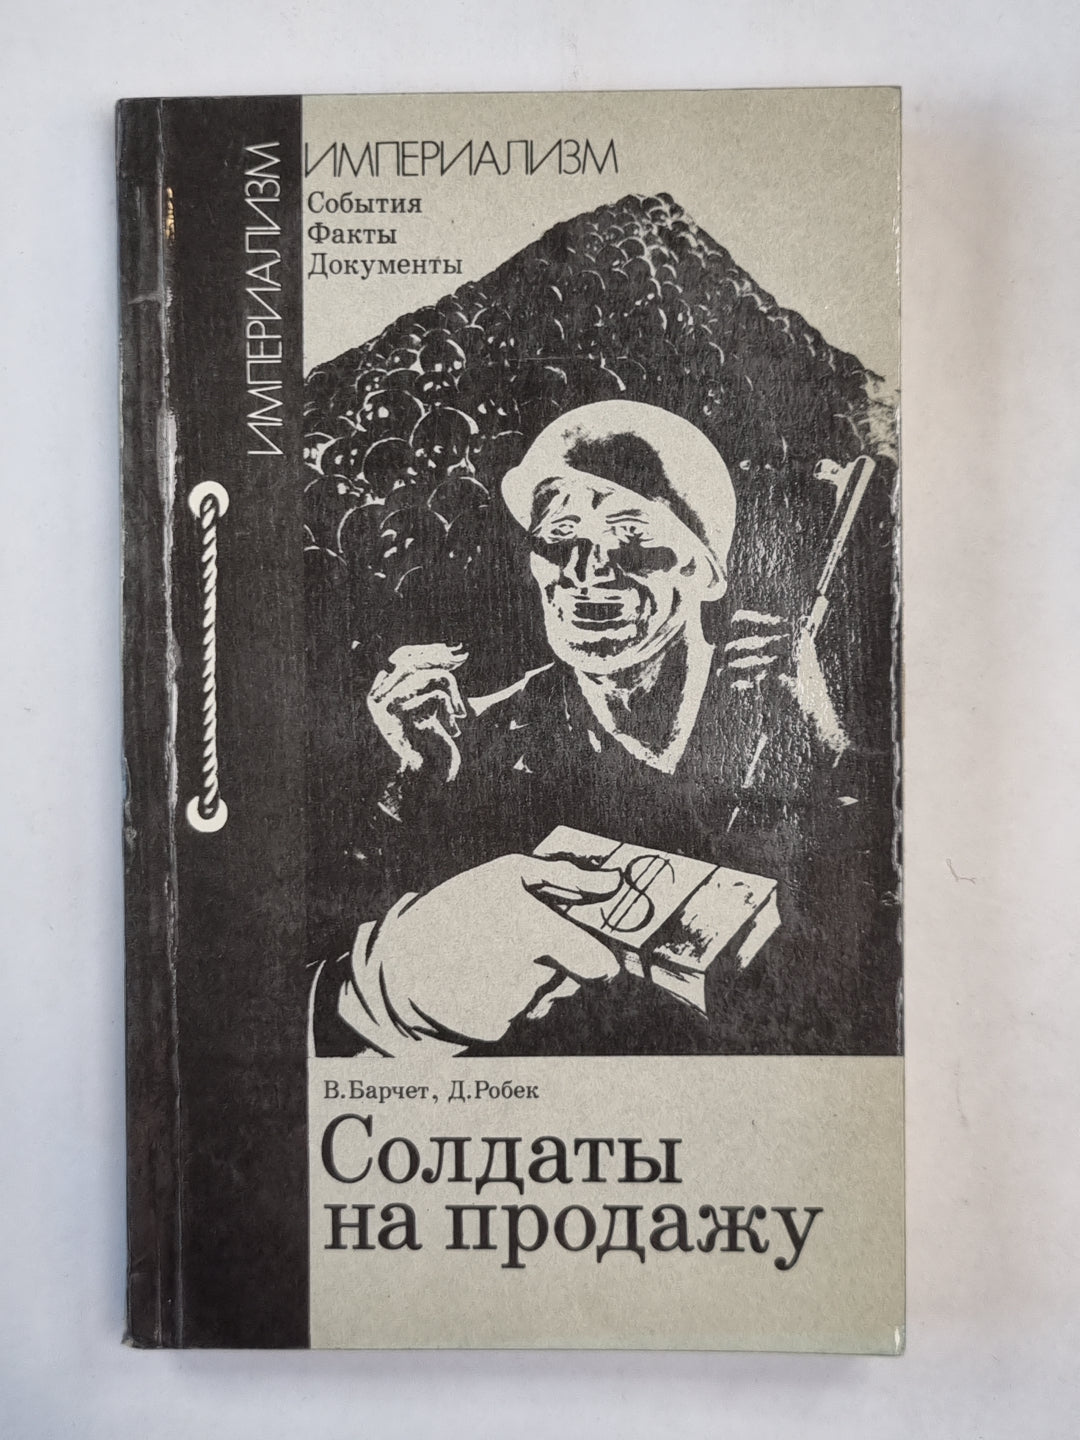 ИМПЕРИАЛИЗМ
ИМПЕРИАЛИЗМ
События
Факты
Документы
$
В.Барчет, Д.Робек
Солдаты
на продажу